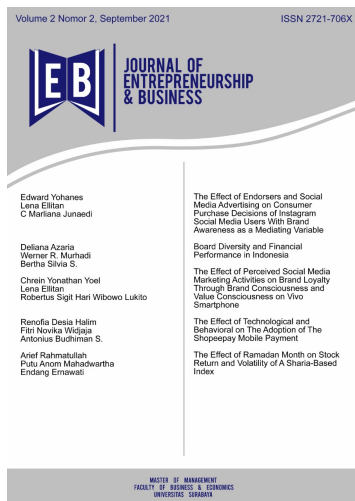 Volume 2 Nomor 2, September 2021
ISSN 2721-706X
EB
JOURNAL OF
ENTREPRENEURSHIP
& BUSINESS
Edward Yohanes
Lena Ellitan
C Marliana Junaedi
The Effect of Endorsers and Social
Media Advertising on Consumer
Purchase Decisions of Instagram
Social Media Users With Brand
Awareness as a Mediating Variable
Deliana Azaria
Werner R. Murhadi
Bertha Silvia S.
Board Diversity and Financial
Performance in Indonesia
Chrein Yonathan Yoel
Lena Ellitan
Robertus Sigit Hari Wibowo Lukito
The Effect of Perceived Social Media
Marketing Activities on Brand Loyalty
Through Brand Consciousness and
Value Consciousness on Vivo
Smartphone
Renofia Desia Halim
Fitri Novika Widjaja
Antonius Budhiman S.
The Effect of Technological and
Behavioral on The Adoption of The
Shopeepay Mobile Payment
Arief Rahmatullah
Putu Anom Mahadwartha
Endang Ernawati
The Effect of Ramadan Month on Stock
Return and Volatility of A Sharia-Based
Index
MASTER OF MANAGEMENT
FACULTY OF BUSINESS & ECONOMICS
UNIVERSITAS SURABAYA